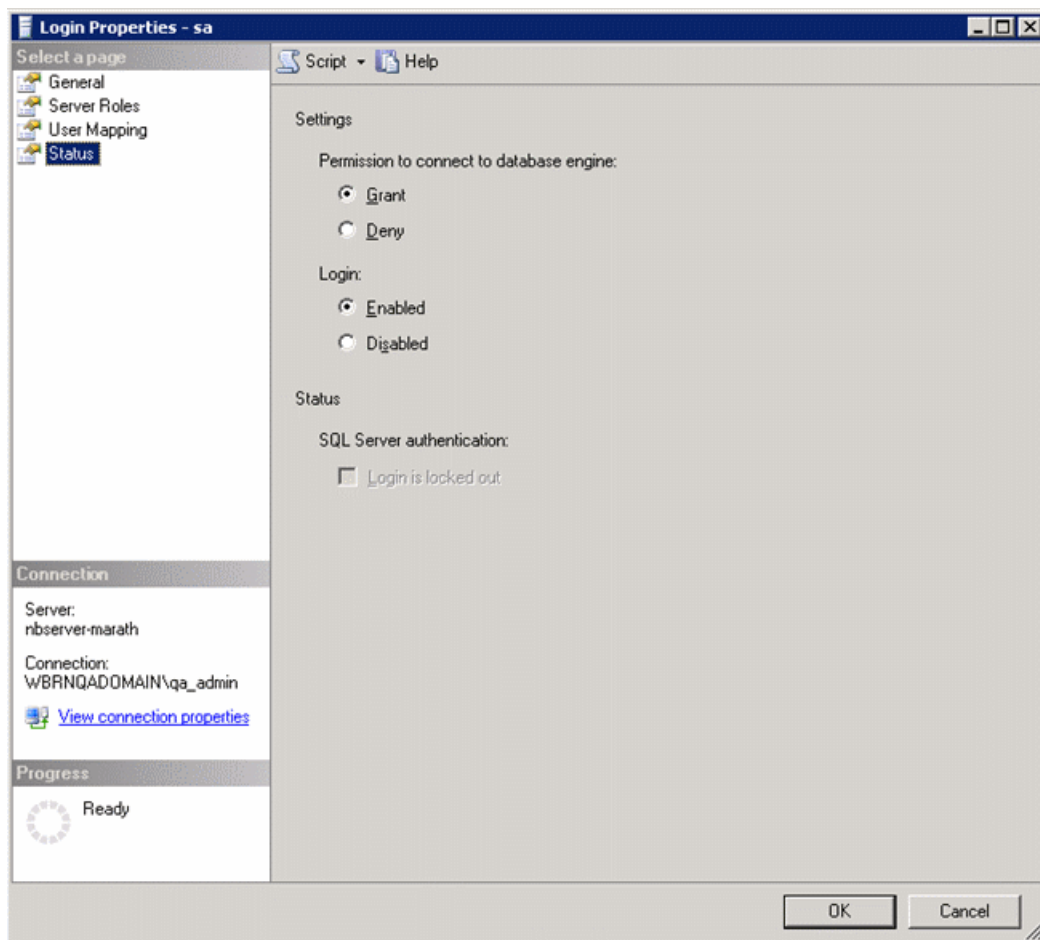 Login Properties - sa
Select a page
General
Server Roles
User Mapping
Status
Script Help
Settings
Permission to connect to database engine:
Grant
Deny
Login:
Enabled
Disabled
Status
SQL Server authentication:
Login is locked out
Connection
Server:
nbserver-marath
Connection:
WBRNQADOMAIN\qa_admin
View connection properties
Progress
Ready
OK Cancel